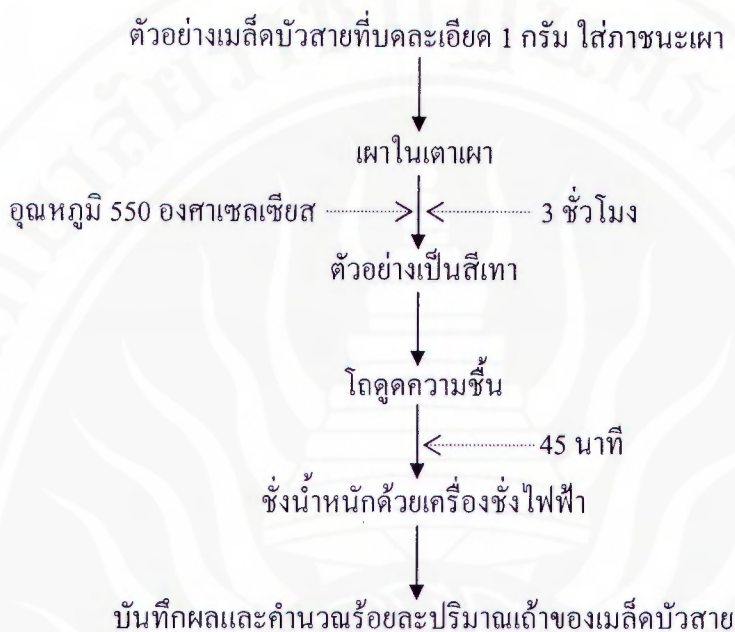 ตัวอย่างเมล็ดบัวสายที่บดละเอียด 1 กรัม ใส่ภาชนะเผา
เผาในเตาเผา
อุณหภูมิ 550 องศาเซลเซียส 3 ชั่วโมง
ตัวอย่างเป็นสีเทา
โถดูดความชื้น
45 นาที
ชั่งน้ำหนักด้วยเครื่องชั่งไฟฟ้า
บันทึกผลและคำนวณร้อยละปริมาณเถ้าของเมล็ดบัวสาย